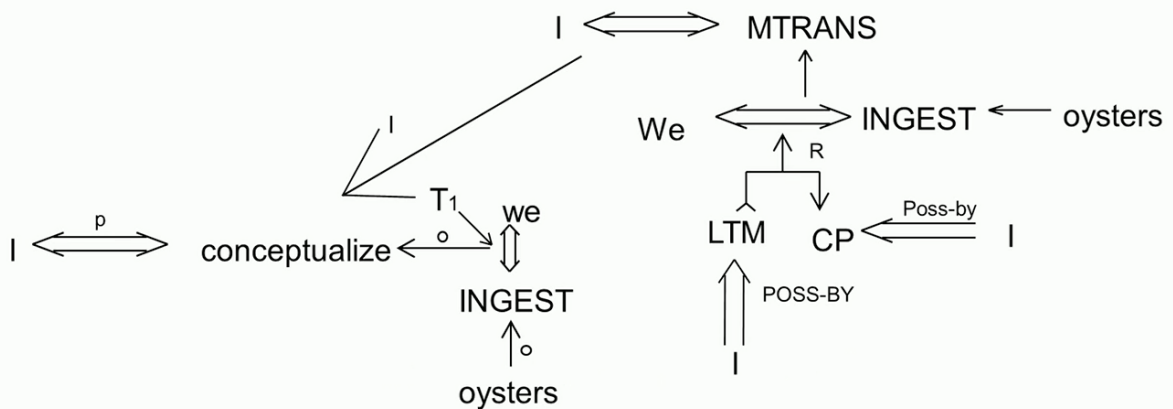 I MTRANS
We INGEST oysters
R
I
T1 we
Poss-by
LTM CP I
p
I conceptualize o
INGEST
POSS-BY
o
I
oysters